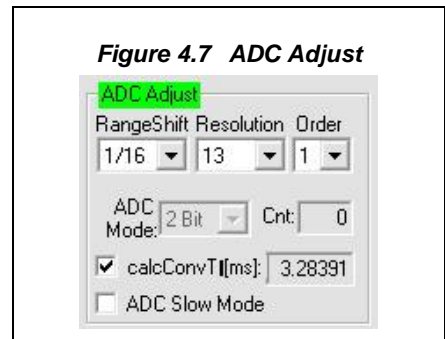 Figure 4.7 ADC Adjust
ADC Adjust
RangeShift Resolution Order
1/16 13 1
ADC Mode: 2 Bit Cnt: 0
calcConvTI[ms]: 3.28391
ADC Slow Mode